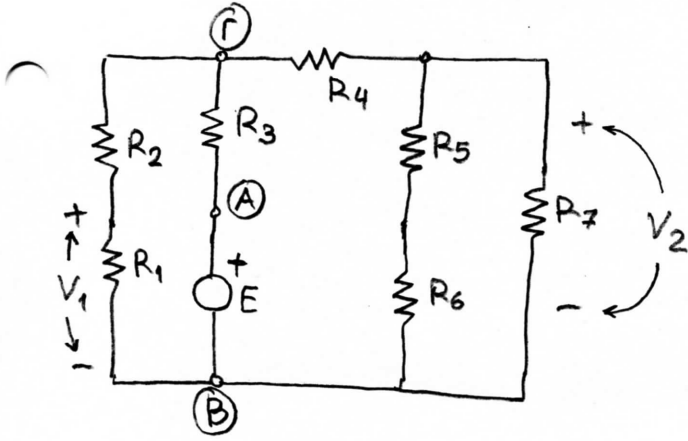 Γ
R4
R2
R3
R5
+
A
R7
V2
+
R1
+
E
V1
R6
-
-
B